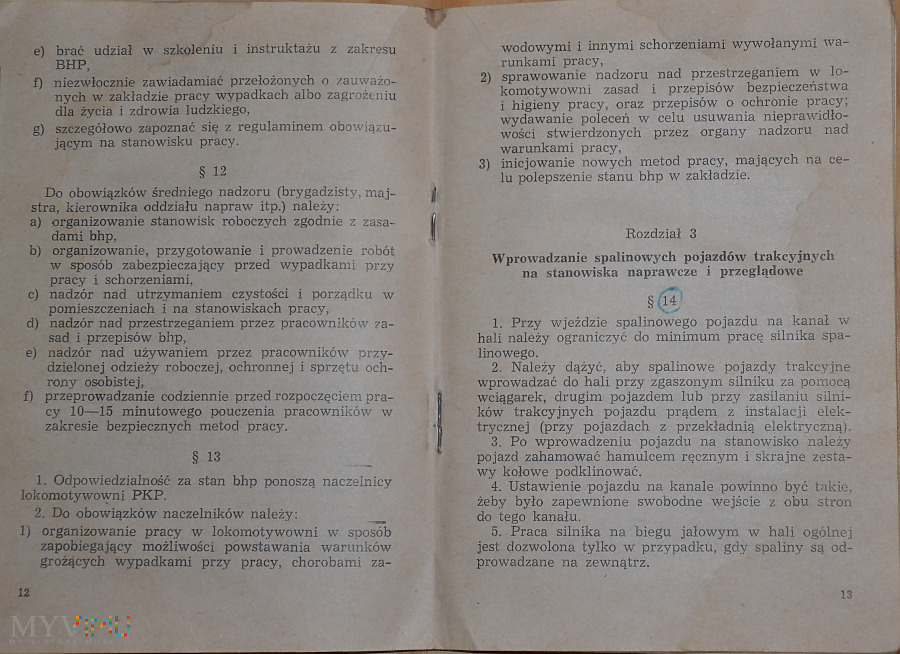 e) brać udział w szkoleniu i instruktażu z zakresu
BHP,
f) niezwłocznie zawiadamiać przełożonych o zauważo-
nych w zakładzie pracy wypadkach albo zagrożeniu
dla życia i zdrowia ludzkiego,
g) szczegółowo zapoznać się z regulaminem obowiązu-
jącym na stanowisku pracy.
§ 12
Do obowiązków średniego nadzoru (brygadzisty, maj-
stra, kierownika oddziału napraw itp.) należy:
a) organizowanie stanowisk roboczych zgodnie z zasa-
dami bhp,
b) organizowanie, przygotowanie i prowadzenie robót
w sposób zabezpieczający przed wypadkami przy
pracy i schorzeniami,
c) nadzór nad utrzymaniem czystości i porządku w
pomieszczeniach i na stanowiskach pracy,
d) nadzór nad przestrzeganiem przez pracowników za-
sad i przepisów bhp,
e) nadzór nad używaniem przez pracowników przy-
dzielonej odzieży roboczej, ochronnej i sprzętu och-
rony osobistej,
f) przeprowadzanie codziennie przed rozpoczęciem pra-
cy 10—15 minutowego pouczenia pracowników w
zakresie bezpiecznych metod pracy.
§ 13
1. Odpowiedzialność za stan bhp ponoszą naczelnicy
lokomotywowni PKP.
2. Do obowiązków naczelników należy:
1) organizowanie pracy w lokomotywowni w sposób
zapobiegający możliwości powstawania warunków
grożących wypadkami przy pracy, chorobami za-
12
wodowymi i innymi schorzeniami wywołanymi wa-
runkami pracy,
2) sprawowanie nadzoru nad przestrzeganiem w lo-
komotywowni zasad i przepisów bezpieczeństwa
i higieny pracy, oraz przepisów o ochronie pracy;
wydawanie poleceń w celu usuwania nieprawidło-
wości stwierdzonych przez organy nadzoru nad
warunkami pracy,
3) inicjowanie nowych metod pracy, mających na ce-
lu polepszenie stanu bhp w zakładzie.
Rozdział 3
Wprowadzanie spalinowych pojazdów trakcyjnych
na stanowiska naprawcze i przeglądowe
§ 14
1. Przy wjeździe spalinowego pojazdu na kanał w
hali należy ograniczyć do minimum pracę silnika spa-
linowego.
2. Należy dążyć, aby spalinowe pojazdy trakcyjne
wprowadzać do hali przy zgaszonym silniku za pomocą
wciągarek, drugim pojazdem lub przy zasilaniu silni-
ków trakcyjnych pojazdu prądem z instalacji elek-
trycznej (przy pojazdach z przekładnią elektryczną).
3. Po wprowadzeniu pojazdu na stanowisko należy
pojazd zahamować hamulcem ręcznym i skrajne zesta-
wy kołowe podklinować.
4. Ustawienie pojazdu na kanale powinno być takie,
żeby było zapewnione swobodne wejście z obu stron
do tego kanału.
5. Praca silnika na biegu jałowym w hali ogólnej
jest dozwolona tylko w przypadku, gdy spaliny są od-
prowadzane na zewnątrz.
13